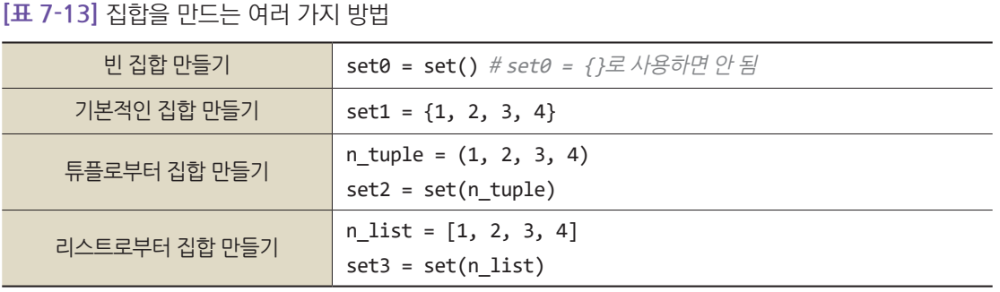 [표 7-13] 집합을 만드는 여러 가지 방법
빈 집합 만들기
set0 = set() # set0 = {}로 사용하면 안 됨
기본적인 집합 만들기
set1 = {1, 2, 3, 4}
튜플로부터 집합 만들기
n_tuple = (1, 2, 3, 4)
set2 = set(n_tuple)
리스트로부터 집합 만들기
n_list = [1, 2, 3, 4]
set3 = set(n_list)